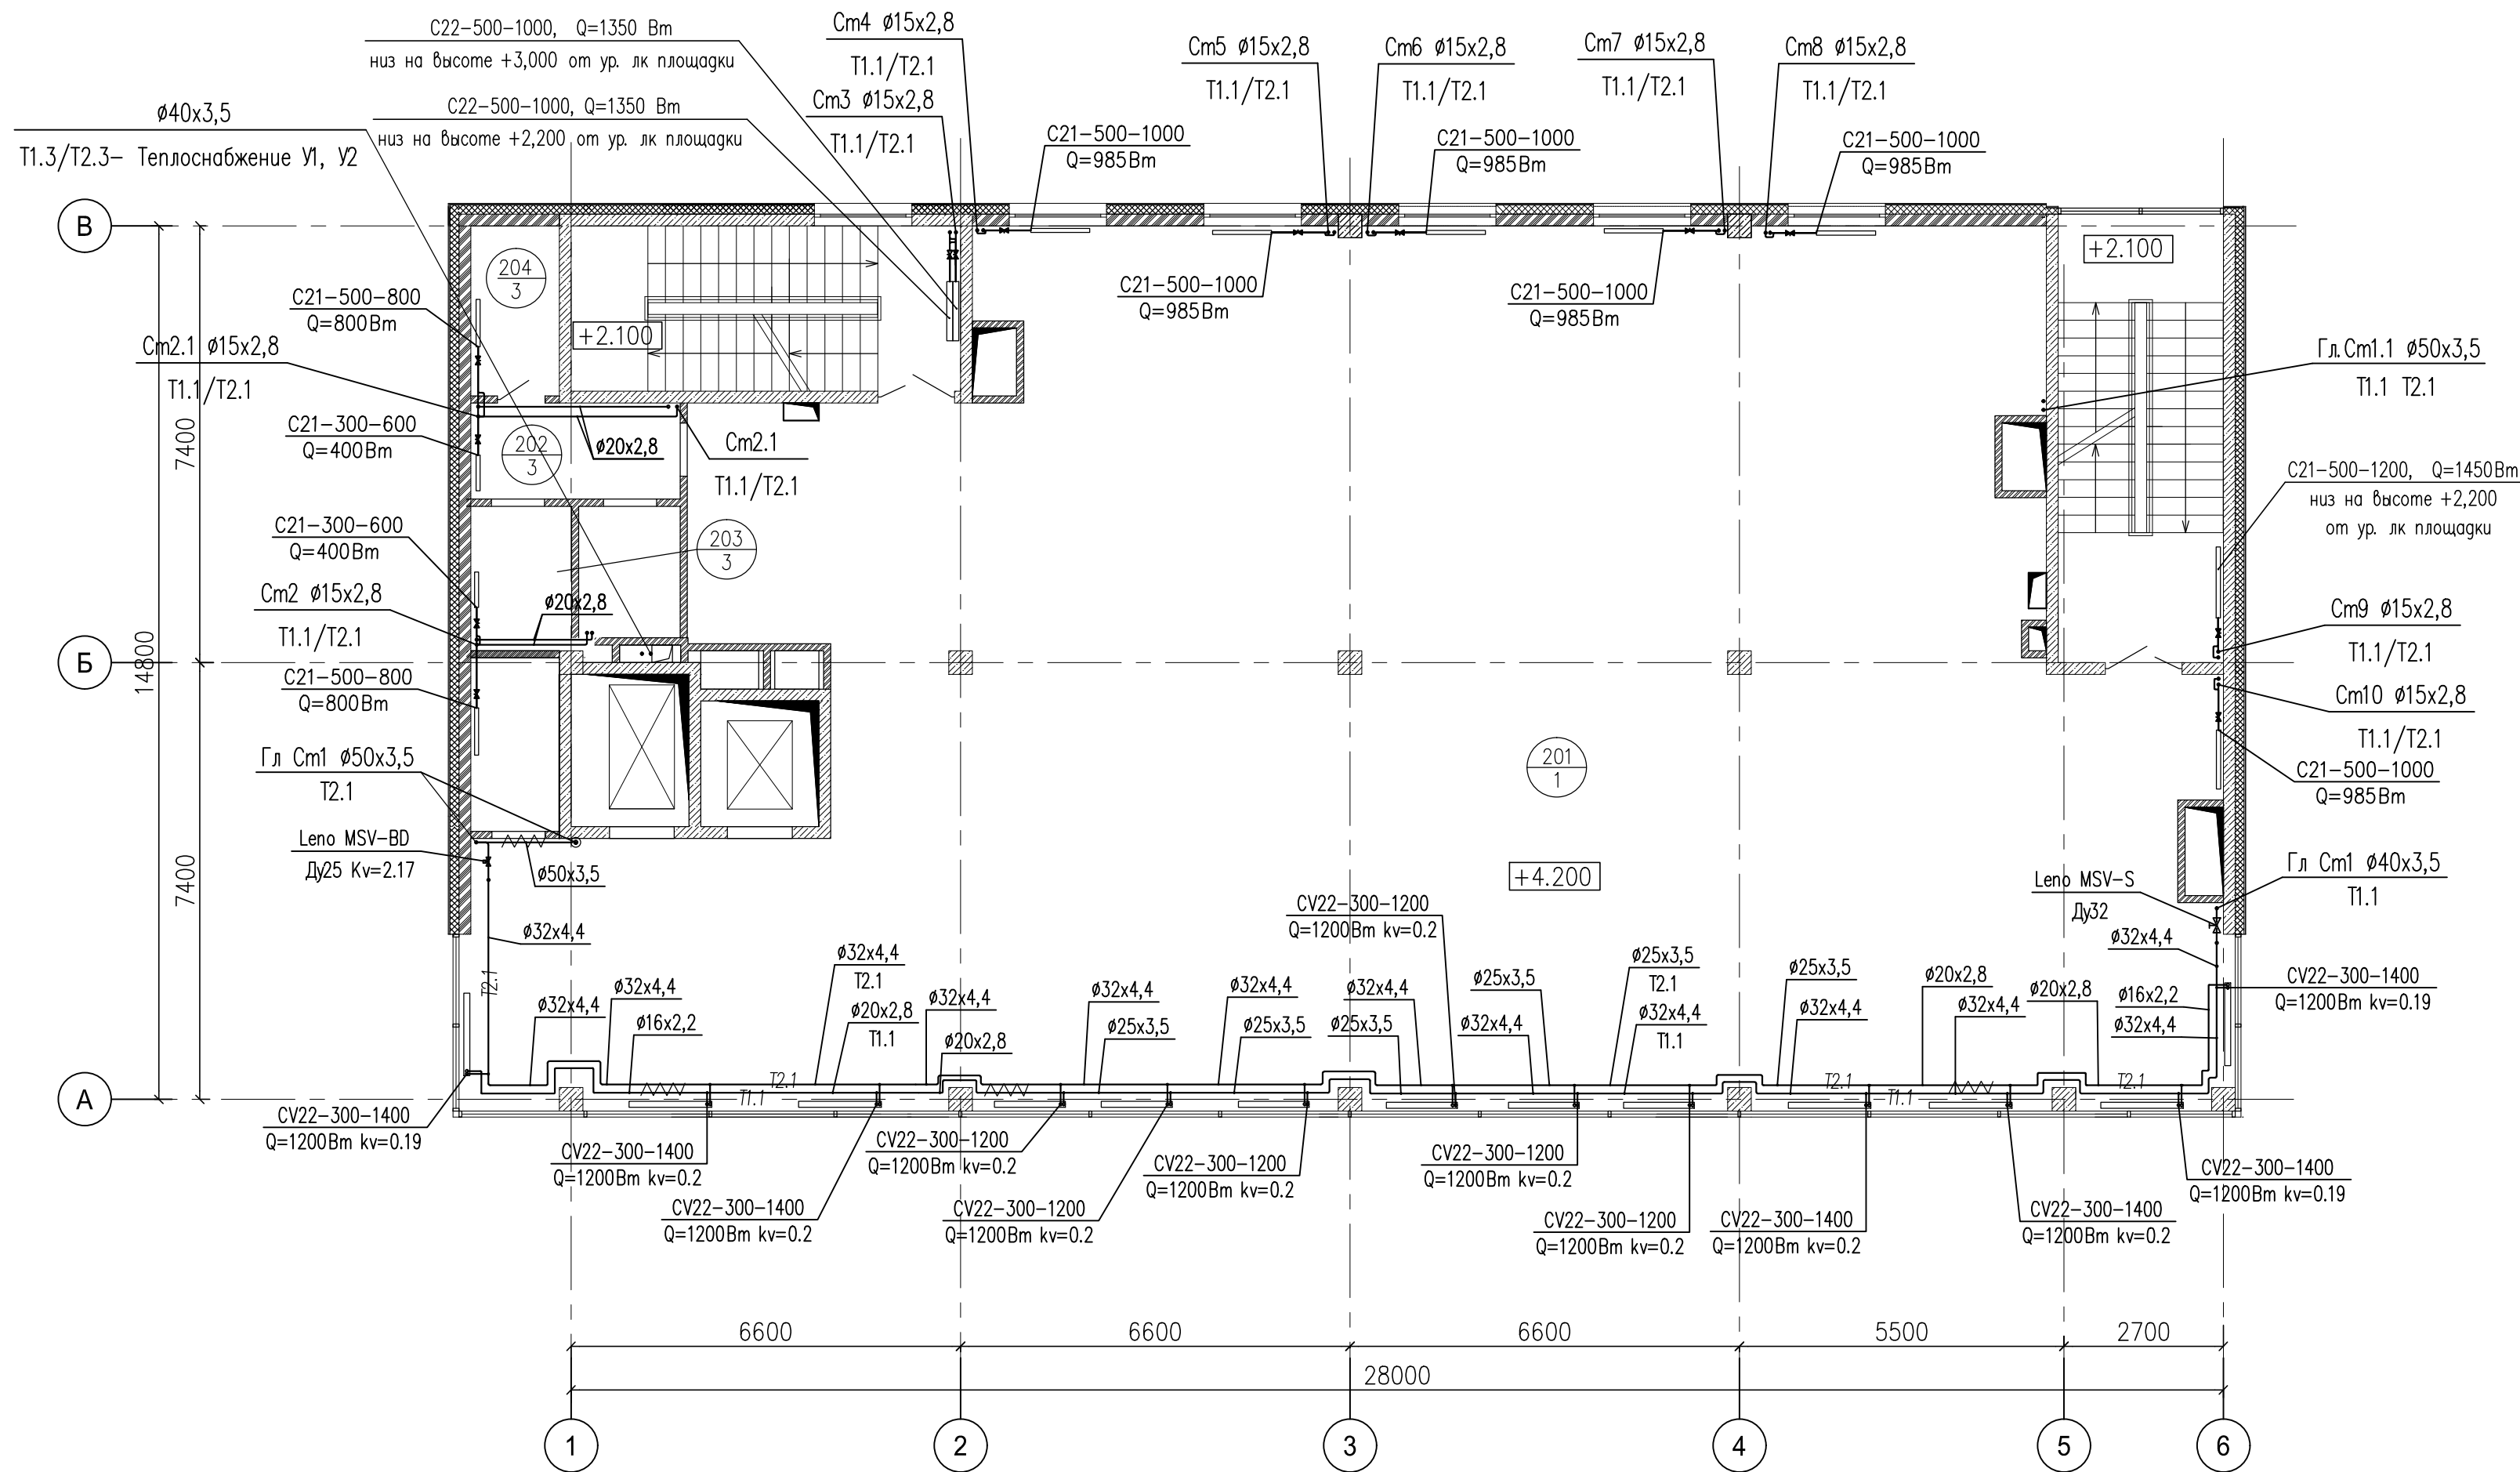 С22-500-1000, Q=1350 Вт
низ на высоте +3,000 от ур. лк площадки
С22-500-1000, Q=1350 Вт
низ на высоте +2,200 от ур. лк площадки
ø40х3,5
Т1.3/Т2.3- Теплоснабжение У1, У2
Ст4 ø15х2,8
Т1.1/Т2.1
Ст3 ø15х2,8
Т1.1/Т2.1
С21-500-1000
Q=985Вт
Ст5 ø15х2,8
Т1.1/Т2.1
Ст6 ø15х2,8
Т1.1/Т2.1
С21-500-1000
Q=985Вт
Ст7 ø15х2,8
Т1.1/Т2.1
Ст8 ø15х2,8
Т1.1/Т2.1
С21-500-1000
Q=985Вт
В
204
3
+2.100
С21-500-1000
Q=985Вт
С21-500-1000
Q=985Вт
+2.100
С21-500-800
Q=800Вт
Ст2.1 ø15х2,8
Т1.1/Т2.1
С21-300-600
Q=400Вт
202
3
ø20х2,8
Ст2.1
Т1.1/Т2.1
Гл.Ст1.1 ø50х3,5
Т1.1 Т2.1
С21-500-1200, Q=1450Вт
низ на высоте +2,200
от ур. лк площадки
7400
14800
7400
С21-300-600
Q=400Вт
203
3
Ст2 ø15х2,8
Т1.1/Т2.1
ø20х2,8
Ст9 ø15х2,8
Т1.1/Т2.1
Б
С21-500-800
Q=800Вт
Ст10 ø15х2,8
Т1.1/Т2.1
С21-500-1000
Q=985Вт
Гл Ст1 ø50х3,5
Т2.1
201
1
Leno MSV-BD
Ду25 Kv=2.17
ø50х3,5
+4.200
Гл Ст1 ø40х3,5
Т1.1
Leno MSV-S
Ду32
ø32х4,4
Т2.1
CV22-300-1200
Q=1200Вт kv=0.2
ø32х4,4
CV22-300-1400
Q=1200Вт kv=0.19
ø32х4,4
ø32х4,4
ø16х2,2
ø32х4,4
Т2.1
ø20х2,8
Т1.1
ø32х4,4
ø20х2,8
ø32х4,4
ø25х3,5
ø32х4,4
ø25х3,5
ø32х4,4
ø25х3,5
ø25х3,5
ø32х4,4
ø25х3,5
Т2.1
ø32х4,4
Т1.1
ø25х3,5
ø32х4,4
ø20х2,8
ø32х4,4
ø20х2,8
ø16х2,2
ø32х4,4
Т2.1
Т1.1
Т2.1
Т1.1
Т2.1
А
CV22-300-1400
Q=1200Вт kv=0.19
CV22-300-1400
Q=1200Вт kv=0.2
CV22-300-1400
Q=1200Вт kv=0.2
CV22-300-1200
Q=1200Вт kv=0.2
CV22-300-1200
Q=1200Вт kv=0.2
CV22-300-1200
Q=1200Вт kv=0.2
CV22-300-1200
Q=1200Вт kv=0.2
CV22-300-1200
Q=1200Вт kv=0.2
CV22-300-1400
Q=1200Вт kv=0.2
CV22-300-1400
Q=1200Вт kv=0.2
CV22-300-1400
Q=1200Вт kv=0.19
6600
6600
6600
5500
2700
28000
1
2
3
4
5
6